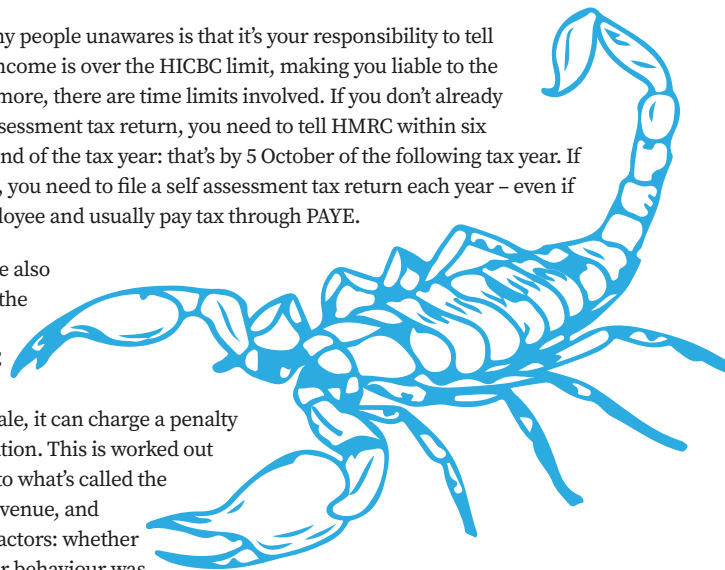 ny people unawares is that it's your responsibility to tell
ncome is over the HICBC limit, making you liable to the
more, there are time limits involved. If you don't already
ssessment tax return, you need to tell HMRC within six
nd of the tax year: that's by 5 October of the following tax year. If
, you need to file a self assessment tax return each year – even if
loyee and usually pay tax through PAYE.
e also
the
ale, it can charge a penalty
tion. This is worked out
to what's called the
venue, and
actors: whether
r behaviour was